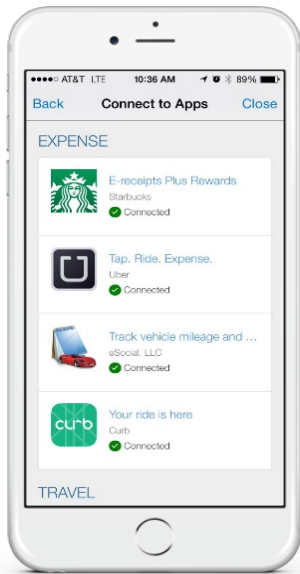 AT&T LTE 10:36 AM 89%
Back Connect to Apps Close
EXPENSE
E-receipts Plus Rewards
Starbucks
Connected
Tap. Ride. Expense.
Uber
Connected
Track vehicle mileage and ...
eSocial, LLC
Connected
curb
Your ride is here
Curb
Connected
TRAVEL